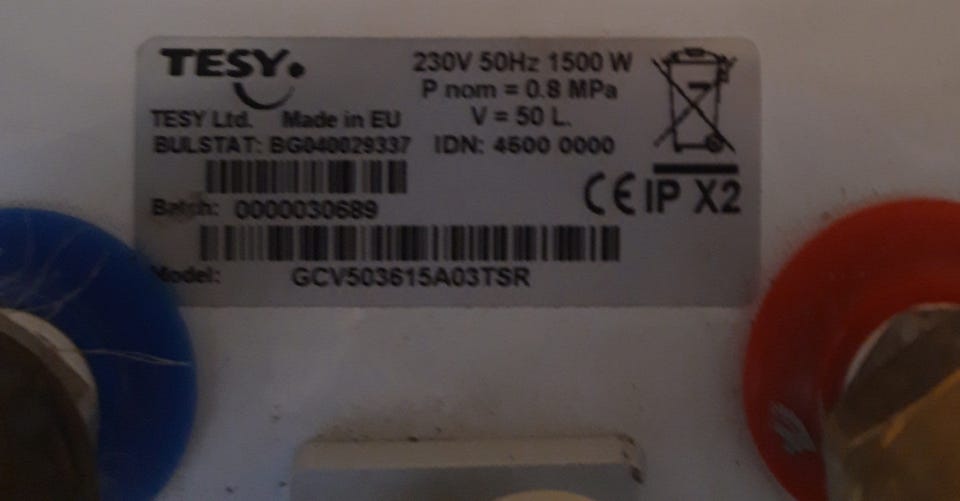 TESY
230V 50Hz 1500 W
P nom = 0.8 MPa
TESY Ltd. Made in EU
V = 50 L.
BULSTAT: BG040029337 IDN: 4500 0000
Batch: 0000030689
CE IP X2
Model: GCV503615A03TSR